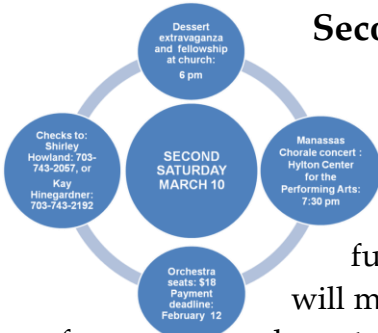 Dessert
extravaganza
and fellowship
at church:
6 pm
Seco
Checks to:
Shirley
Howland: 703-
743-2057, or
Kay
Hinegardner:
703-743-2192
SECOND
SATURDAY
MARCH 10
Manassas
Chorale concert :
Hylton Center
for the
Performing Arts:
7:30 pm
Orchestra
seats: $18
Payment
deadline:
February 12
fu
will m